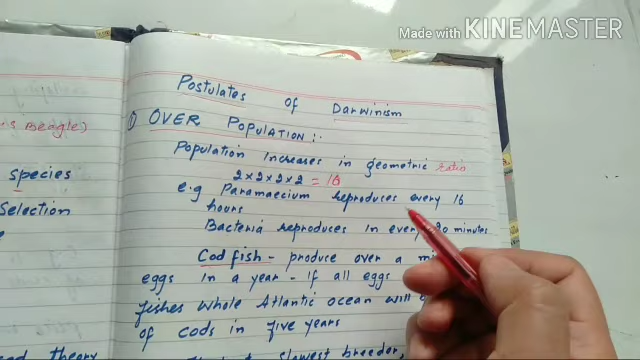 Made with KINEMASTER
Postulates of Darwinism
1) OVER POPULATION:-
Population Increases in geometric ratio
2 x 2 x 2 x 2 = 16
e.g Paramaecium reproduces every 16
hours
Bacteria reproduces in every minutes
Cod fish - produce over a
eggs in a year - if all eggs
fishes whole Atlantic ocean will
of cods in five years
slowest breeder,
s Beagle)
species
Selection
theory